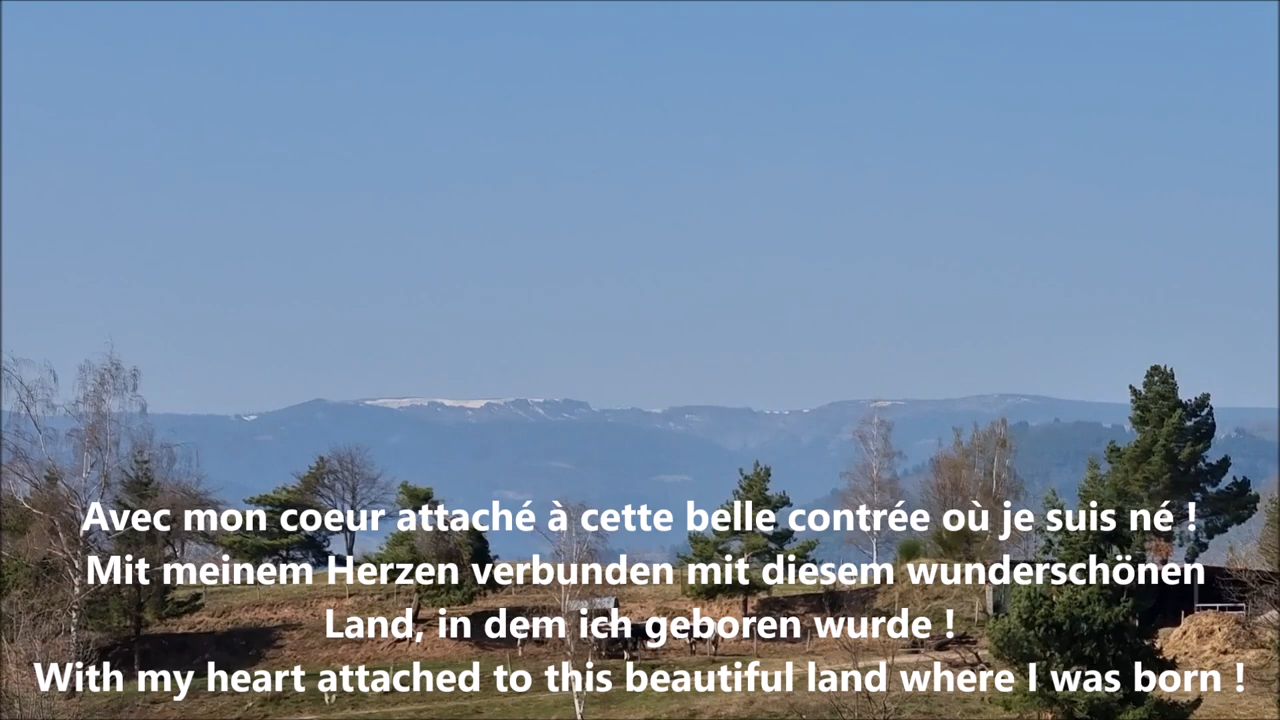 Avec mon coeur attaché à cette belle contrée où je suis né !
Mit meinem Herzen verbunden mit diesem wunderschönen
Land, in dem ich geboren wurde !
With my heart attached to this beautiful land where I was born !